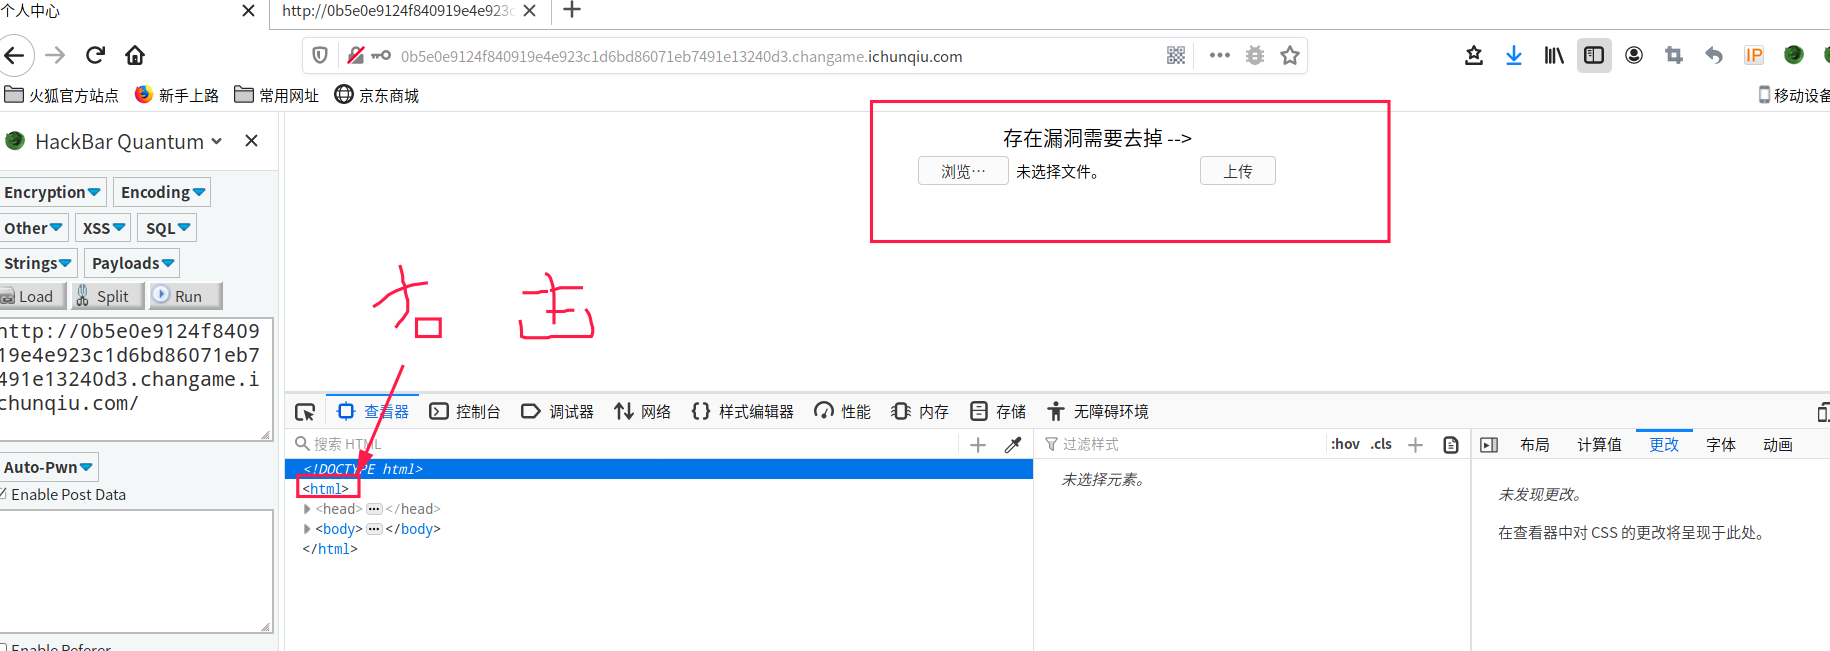 个人中心
http://0b5e0e9124f840919e4e923c
0b5e0e9124f840919e4e923c1d6bd86071eb7491e13240d3.changame.ichunqiu.com
IP
火狐官方站点 新手上路 常用网址 京东商城 移动设备
HackBar Quantum
存在漏洞需要去掉 -->
浏览… 未选择文件。 上传
Encryption Encoding
Other XSS SQL
Strings Payloads
Load Split Run
http://0b5e0e9124f8409
19e4e923c1d6bd86071eb7
491e13240d3.changame.i
chunqiu.com/
右击
查看器 控制台 调试器 网络 样式编辑器 性能 内存 存储 无障碍环境
搜索 HTML
过滤样式 :hov .cls
布局 计算值 更改 字体 动画
Auto-Pwn
Enable Post Data
<!DOCTYPE html>
<html>
<head> ••• </head>
<body> ••• </body>
</html>
未选择元素。
未发现更改。
在查看器中对 CSS 的更改将呈现于此处。
Enable Referer